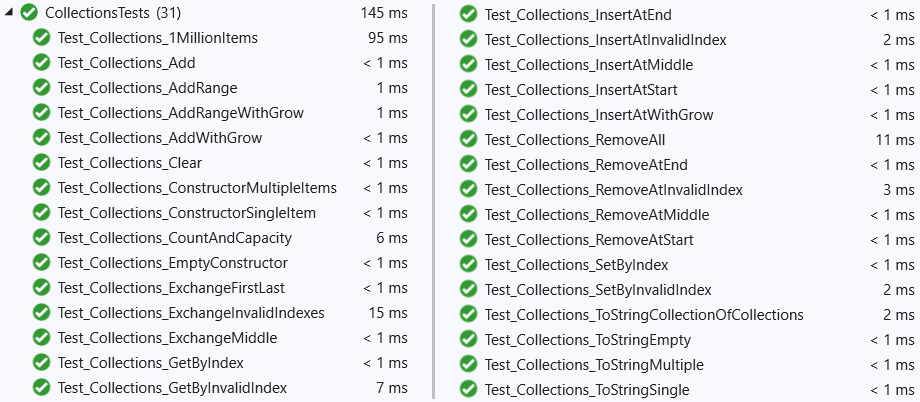 CollectionsTests (31) 145 ms
Test_Collections_1MillionItems 95 ms
Test_Collections_Add < 1 ms
Test_Collections_AddRange 1 ms
Test_Collections_AddRangeWithGrow 1 ms
Test_Collections_AddWithGrow < 1 ms
Test_Collections_Clear < 1 ms
Test_Collections_ConstructorMultipleItems < 1 ms
Test_Collections_ConstructorSingleItem < 1 ms
Test_Collections_CountAndCapacity 6 ms
Test_Collections_EmptyConstructor < 1 ms
Test_Collections_ExchangeFirstLast < 1 ms
Test_Collections_ExchangeInvalidIndexes 15 ms
Test_Collections_ExchangeMiddle < 1 ms
Test_Collections_GetByIndex < 1 ms
Test_Collections_GetByInvalidIndex 7 ms
Test_Collections_InsertAtEnd < 1 ms
Test_Collections_InsertAtInvalidIndex 2 ms
Test_Collections_InsertAtMiddle < 1 ms
Test_Collections_InsertAtStart < 1 ms
Test_Collections_InsertAtWithGrow < 1 ms
Test_Collections_RemoveAll 11 ms
Test_Collections_RemoveAtEnd < 1 ms
Test_Collections_RemoveAtInvalidIndex 3 ms
Test_Collections_RemoveAtMiddle < 1 ms
Test_Collections_RemoveAtStart < 1 ms
Test_Collections_SetByIndex < 1 ms
Test_Collections_SetByInvalidIndex 2 ms
Test_Collections_ToStringCollectionOfCollections 2 ms
Test_Collections_ToStringEmpty < 1 ms
Test_Collections_ToStringMultiple < 1 ms
Test_Collections_ToStringSingle < 1 ms